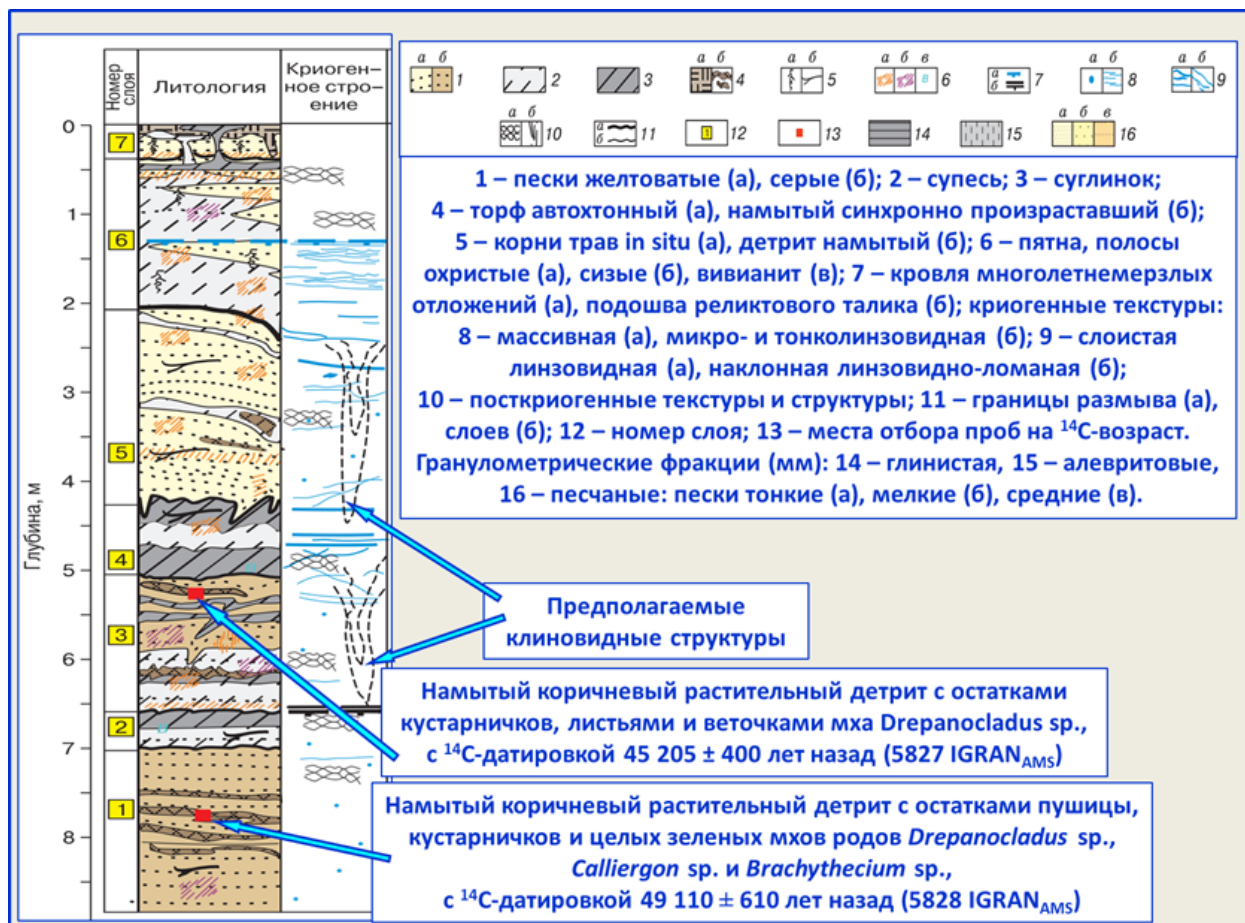 Номер слоя
Литология
Криоген-
ное стро-
ение
Глубина, м
0
1
2
3
4
5
6
7
8
7
6
5
4
3
2
1
а б 1
2
3
а б 4
а б 5
а б в 6
а б 7
а б 8
а б 9
а б 10
а б 11
1 12
13
14
15
а б в 16
1 – пески желтоватые (а), серые (б); 2 – супесь; 3 – суглинок;
4 – торф автохтонный (а), намытый синхронно произраставший (б);
5 – корни трав in situ (а), детрит намытый (б); 6 – пятна, полосы
охристые (а), сизые (б), вивианит (в); 7 – кровля многолетнемерзлых
отложений (а), подошва реликтового талика (б); криогенные текстуры:
8 – массивная (а), микро- и тонколинзовидная (б); 9 – слоистая
линзовидная (а), наклонная линзовидно-ломаная (б);
10 – посткриогенные текстуры и структуры; 11 – границы размыва (а),
слоев (б); 12 – номер слоя; 13 – места отбора проб на ¹⁴С-возраст.
Гранулометрические фракции (мм): 14 – глинистая, 15 – алевритовые,
16 – песчаные: пески тонкие (а), мелкие (б), средние (в).
Предполагаемые
клиновидные структуры
Намытый коричневый растительный детрит с остатками
кустарничков, листьями и веточками мха Drepanocladus sp.,
с ¹⁴С-датировкой 45 205 ± 400 лет назад (5827 IGRAN_AMS)
Намытый коричневый растительный детрит с остатками пушицы,
кустарничков и целых зеленых мхов родов Drepanocladus sp.,
Calliergon sp. и Brachythecium sp.,
с ¹⁴С-датировкой 49 110 ± 610 лет назад (5828 IGRAN_AMS)